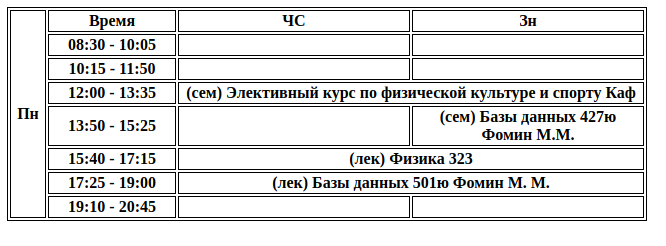 Пн
Время ЧС Зн
08:30 - 10:05
10:15 - 11:50
12:00 - 13:35 (сем) Элективный курс по физической культуре и спорту Каф
13:50 - 15:25 (сем) Базы данных 427ю
Фомин М.М.
15:40 - 17:15 (лек) Физика 323
17:25 - 19:00 (лек) Базы данных 501ю Фомин М. М.
19:10 - 20:45